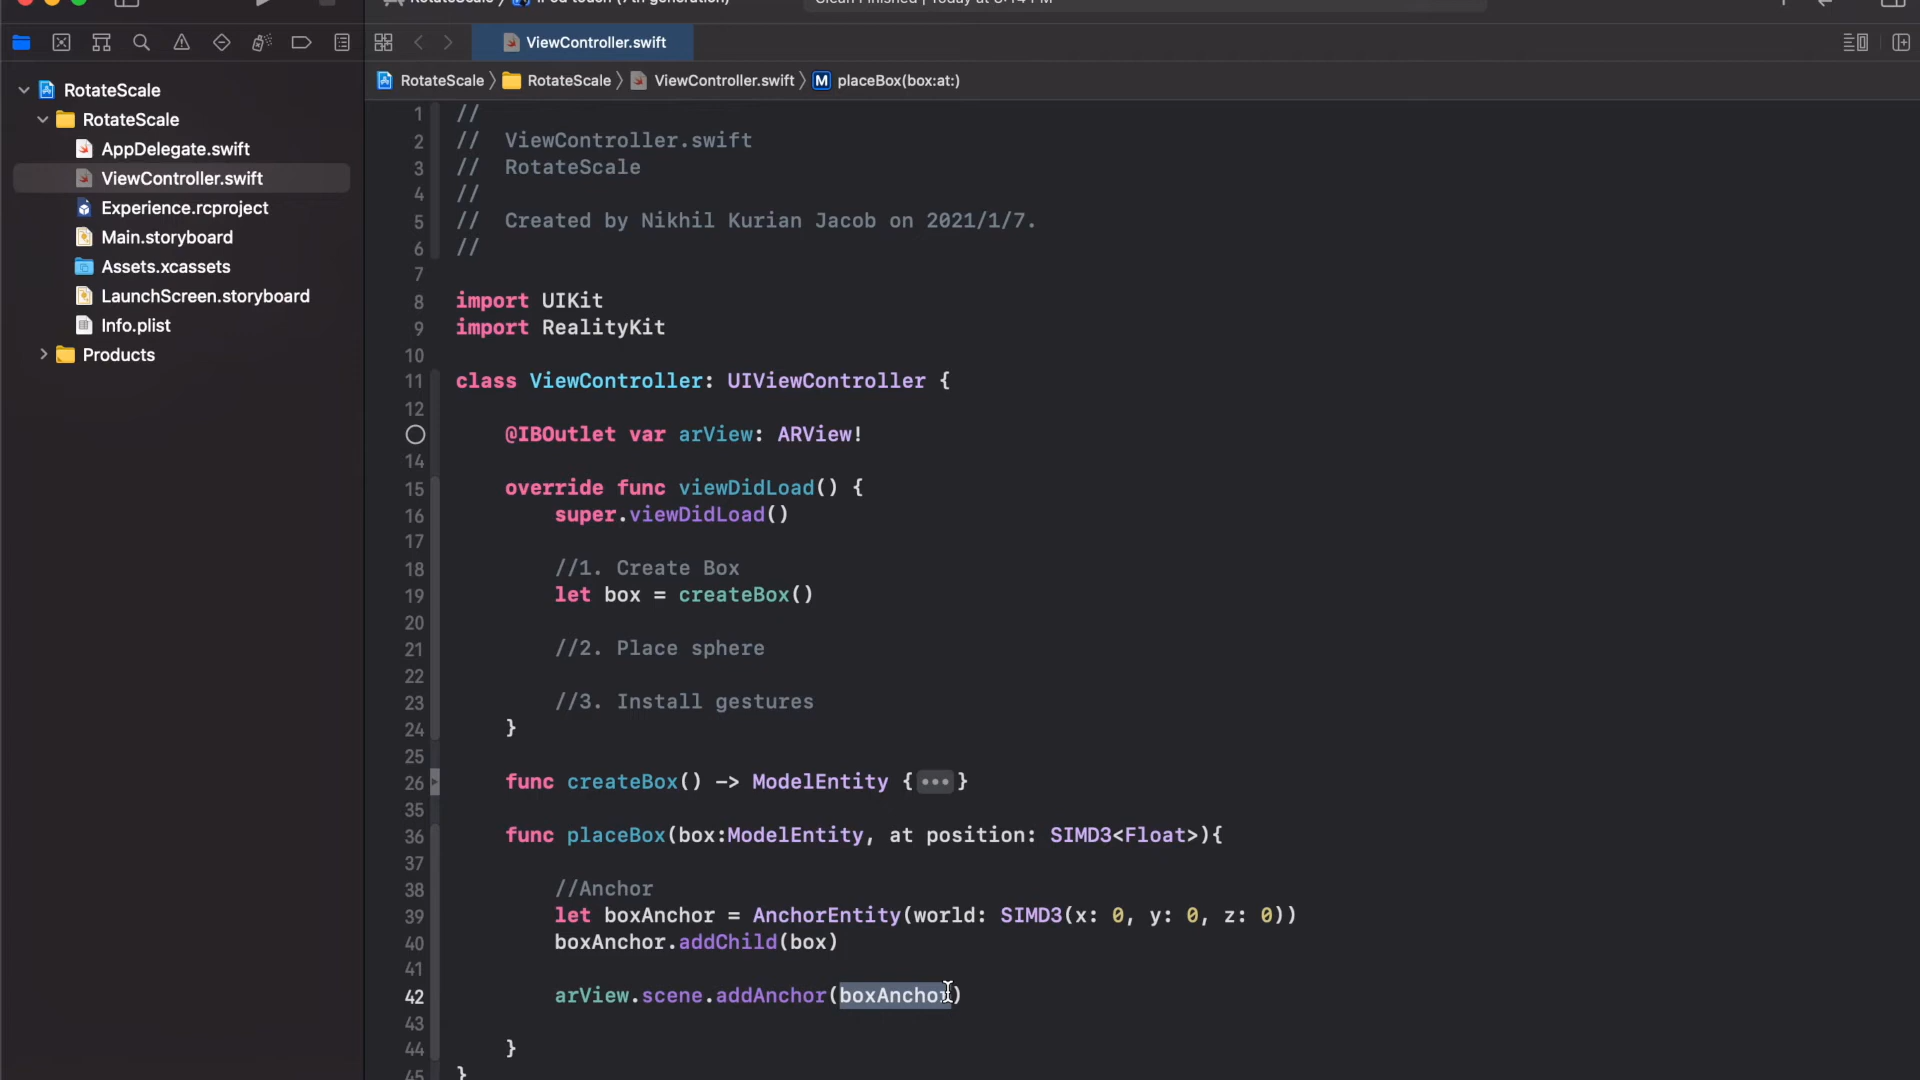 ViewController.swift
RotateScale
RotateScale
ViewController.swift
M placeBox(box:at:)
RotateScale
RotateScale
AppDelegate.swift
ViewController.swift
Experience.rcproject
Main.storyboard
Assets.xcassets
LaunchScreen.storyboard
Info.plist
Products
1 //
2 // ViewController.swift
3 // RotateScale
4 //
5 // Created by Nikhil Kurian Jacob on 2021/1/7.
6 //
7
8 import UIKit
9 import RealityKit
10
11 class ViewController: UIViewController {
12
@IBOutlet var arView: ARView!
14
15 override func viewDidLoad() {
16 super.viewDidLoad()
17
18 //1. Create Box
19 let box = createBox()
20
21 //2. Place sphere
22
23 //3. Install gestures
24 }
25
26 func createBox() -> ModelEntity {•••}
35
36 func placeBox(box:ModelEntity, at position: SIMD3<Float>){
37
38 //Anchor
39 let boxAnchor = AnchorEntity(world: SIMD3(x: 0, y: 0, z: 0))
40 boxAnchor.addChild(box)
41
42 arView.scene.addAnchor(boxAnchor)
43
44 }
45 }